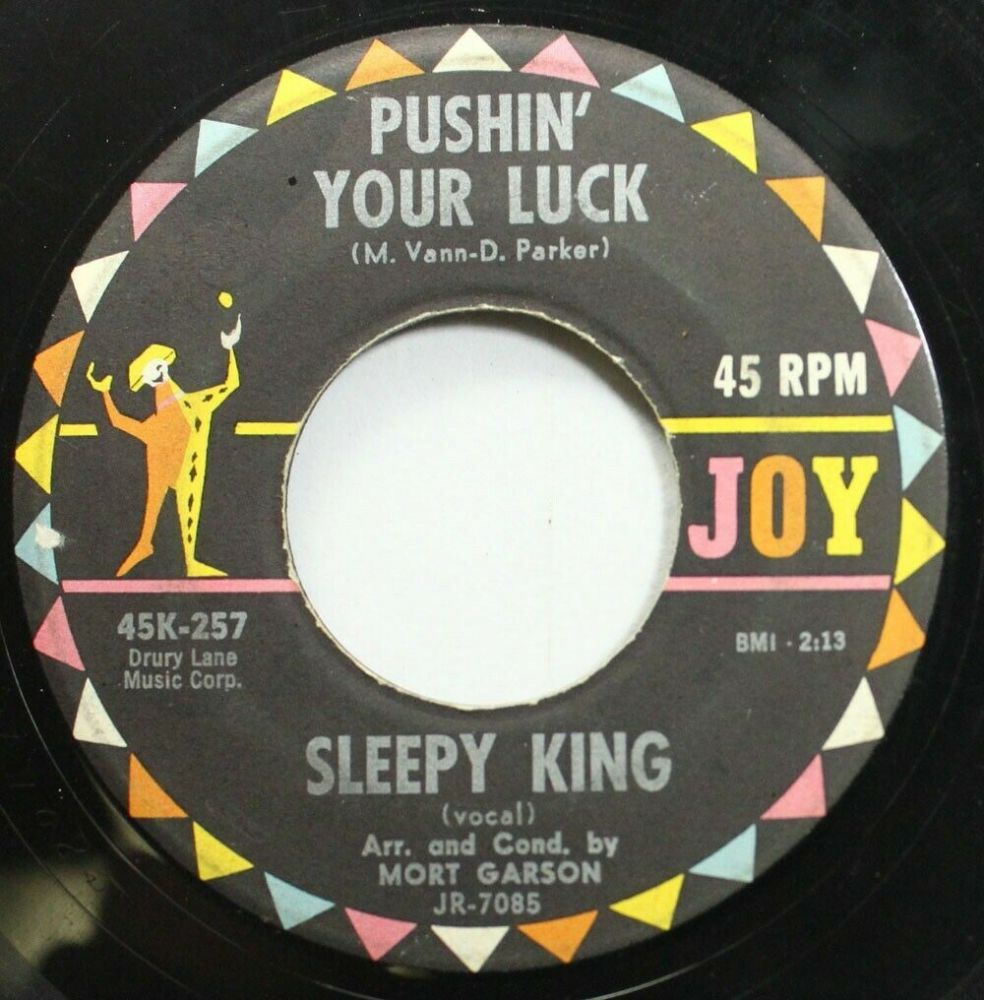 PUSHIN'
YOUR LUCK
(M. Vann-D. Parker)
45 RPM
JOY
45K-257
Drury Lane
Music Corp.
BMI - 2:13
SLEEPY KING
(vocal)
Arr. and Cond. by
MORT GARSON
JR-7085